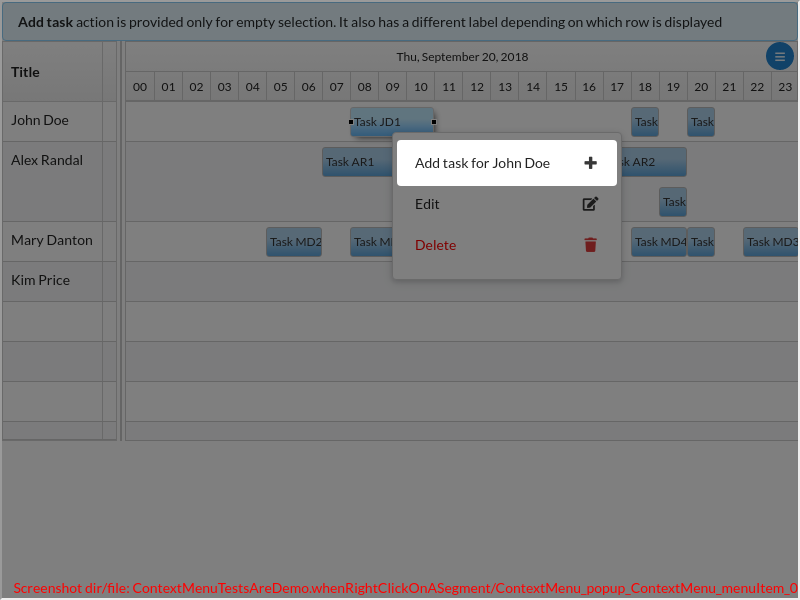 Add task action is provided only for empty selection. It also has a different label depending on which row is displayed
Title
Thu, September 20, 2018
00 01 02 03 04 05 06 07 08 09 10 11 12 13 14 15 16 17 18 19 20 21 22 23
John Doe
Task JD1
Task
Task
Alex Randal
Task AR1
k AR2
Task
Mary Danton
Task MD2
Task M
Task MD4
Task
Task MD3
Kim Price
Add task for John Doe
Edit
Delete
Screenshot dir/file: ContextMenuTestsAreDemo.whenRightClickOnASegment/ContextMenu_popup_ContextMenu_menuItem_0